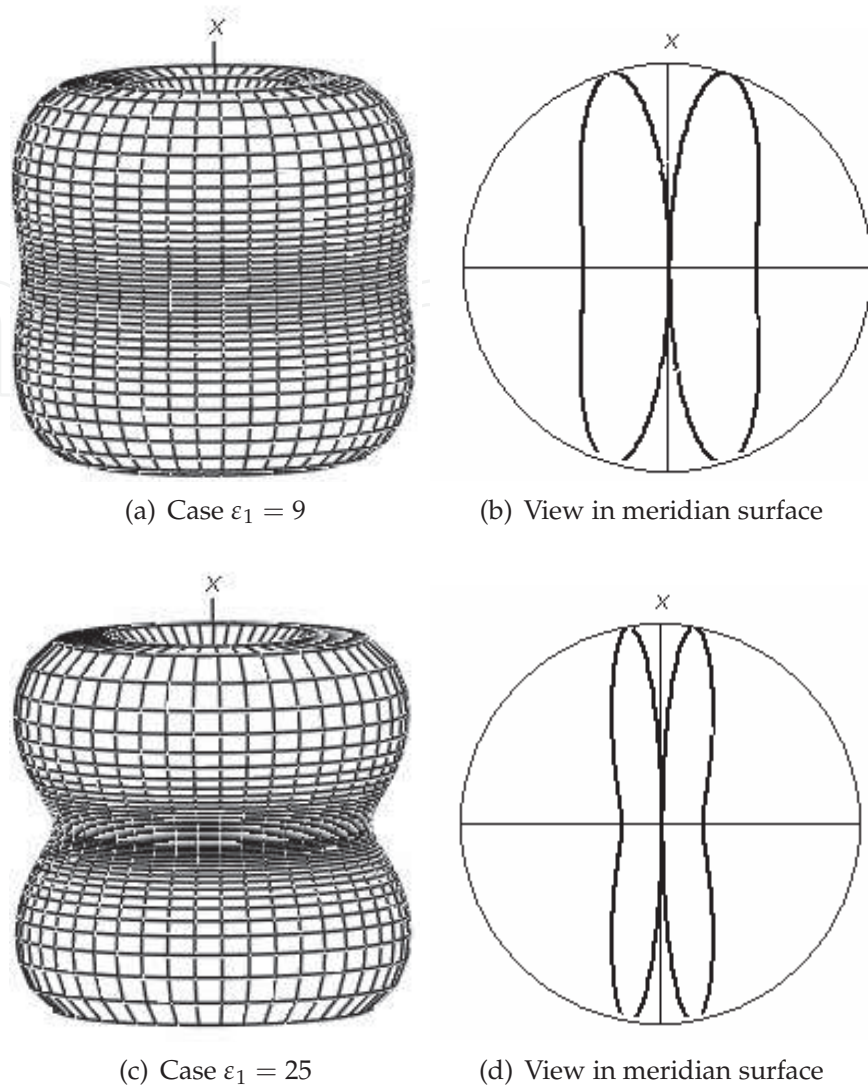 x
x
(a) Case ε₁ = 9
(b) View in meridian surface
x
x
(c) Case ε₁ = 25
(d) View in meridian surface